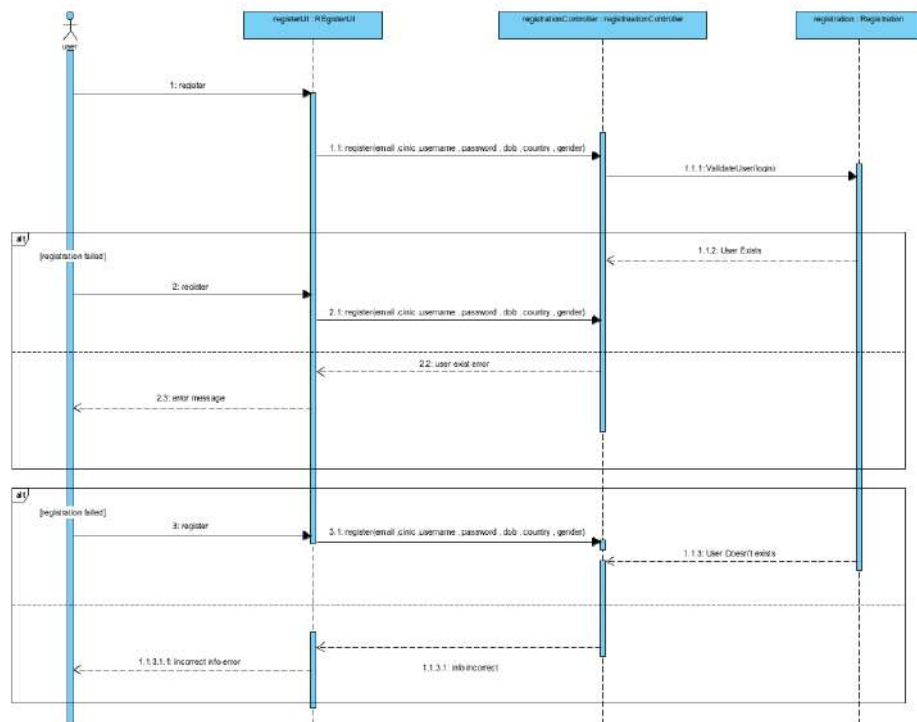 registerUI : REgsterUI
registrationController : registreationController
registration : Registration
user
1: register
1.1: register(email ,cinic ,username , password , dob , country , gender)
1.1.1: ValidateUser(login)
alt
[registration failed]
1.1.2: User Exists
2: register
2.1: register(email ,cinic ,username , password , dob , country , gender)
2.2: user exist error
2.3: error message
alt
[registration failed]
3: register
3.1: register(email ,cinic ,username , password , dob , country , gender)
1.1.3: User Doesn't exists
1.1.3.1.1: incorrect info error
1.1.3.1: info incorrect